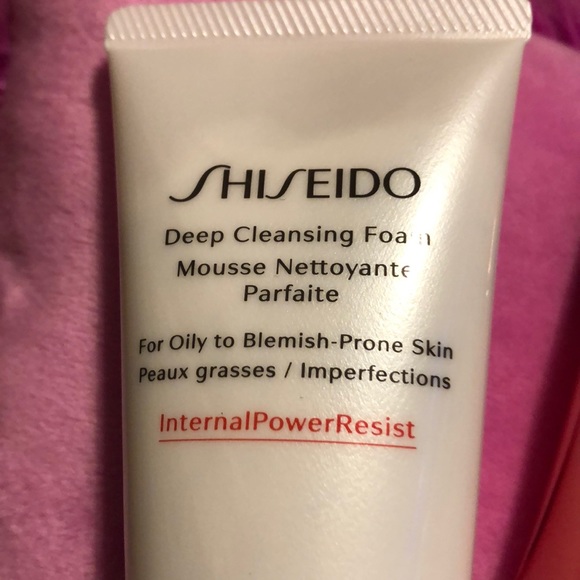 SHISEIDO
Deep Cleansing Foam
Mousse Nettoyante
Parfaite
For Oily to Blemish-Prone Skin
Peaux grasses / Imperfections
InternalPowerResist